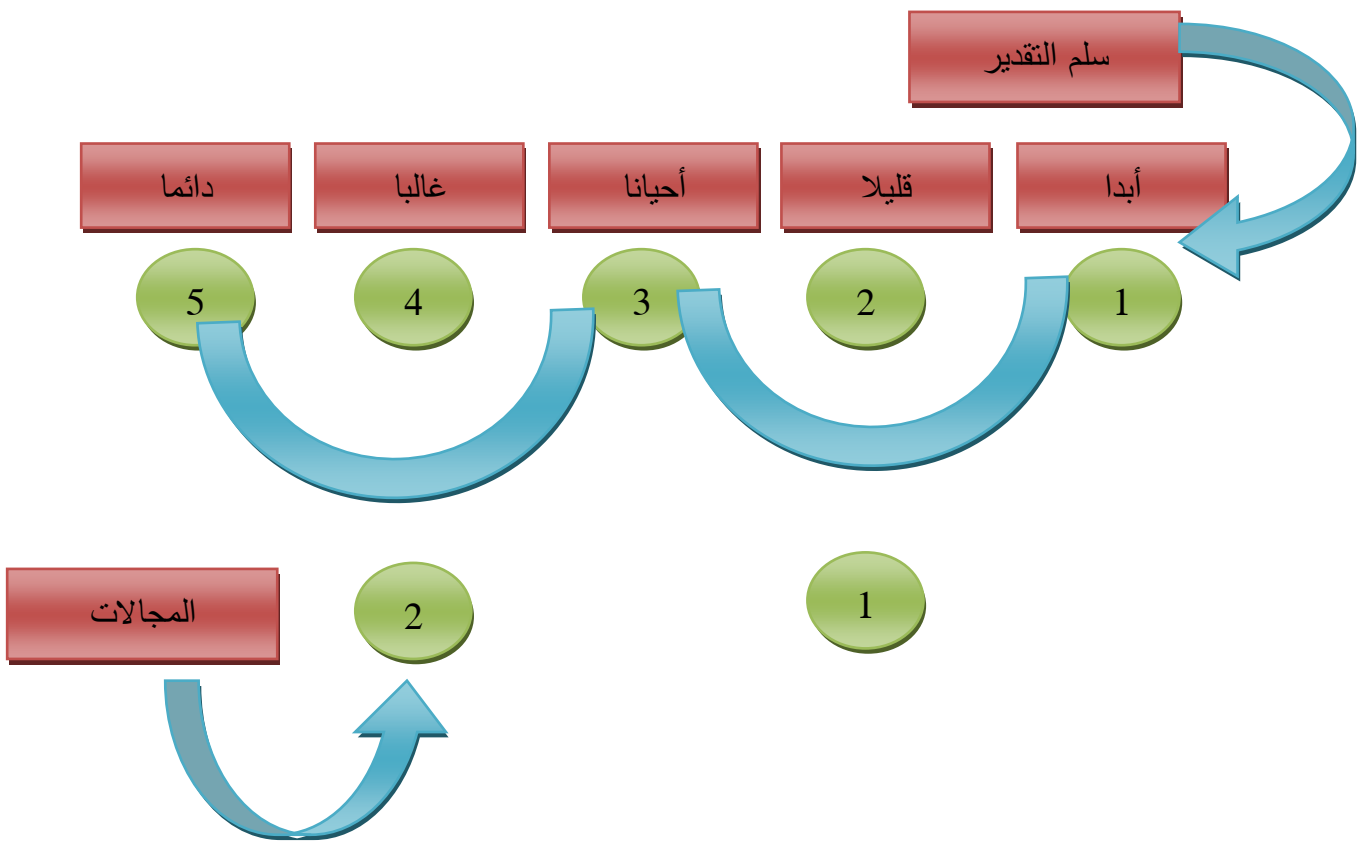 سلم التقدير
أبدا
قليلا
أحيانا
غالبا
دائما
1
2
3
4
5
1
2
المجالات